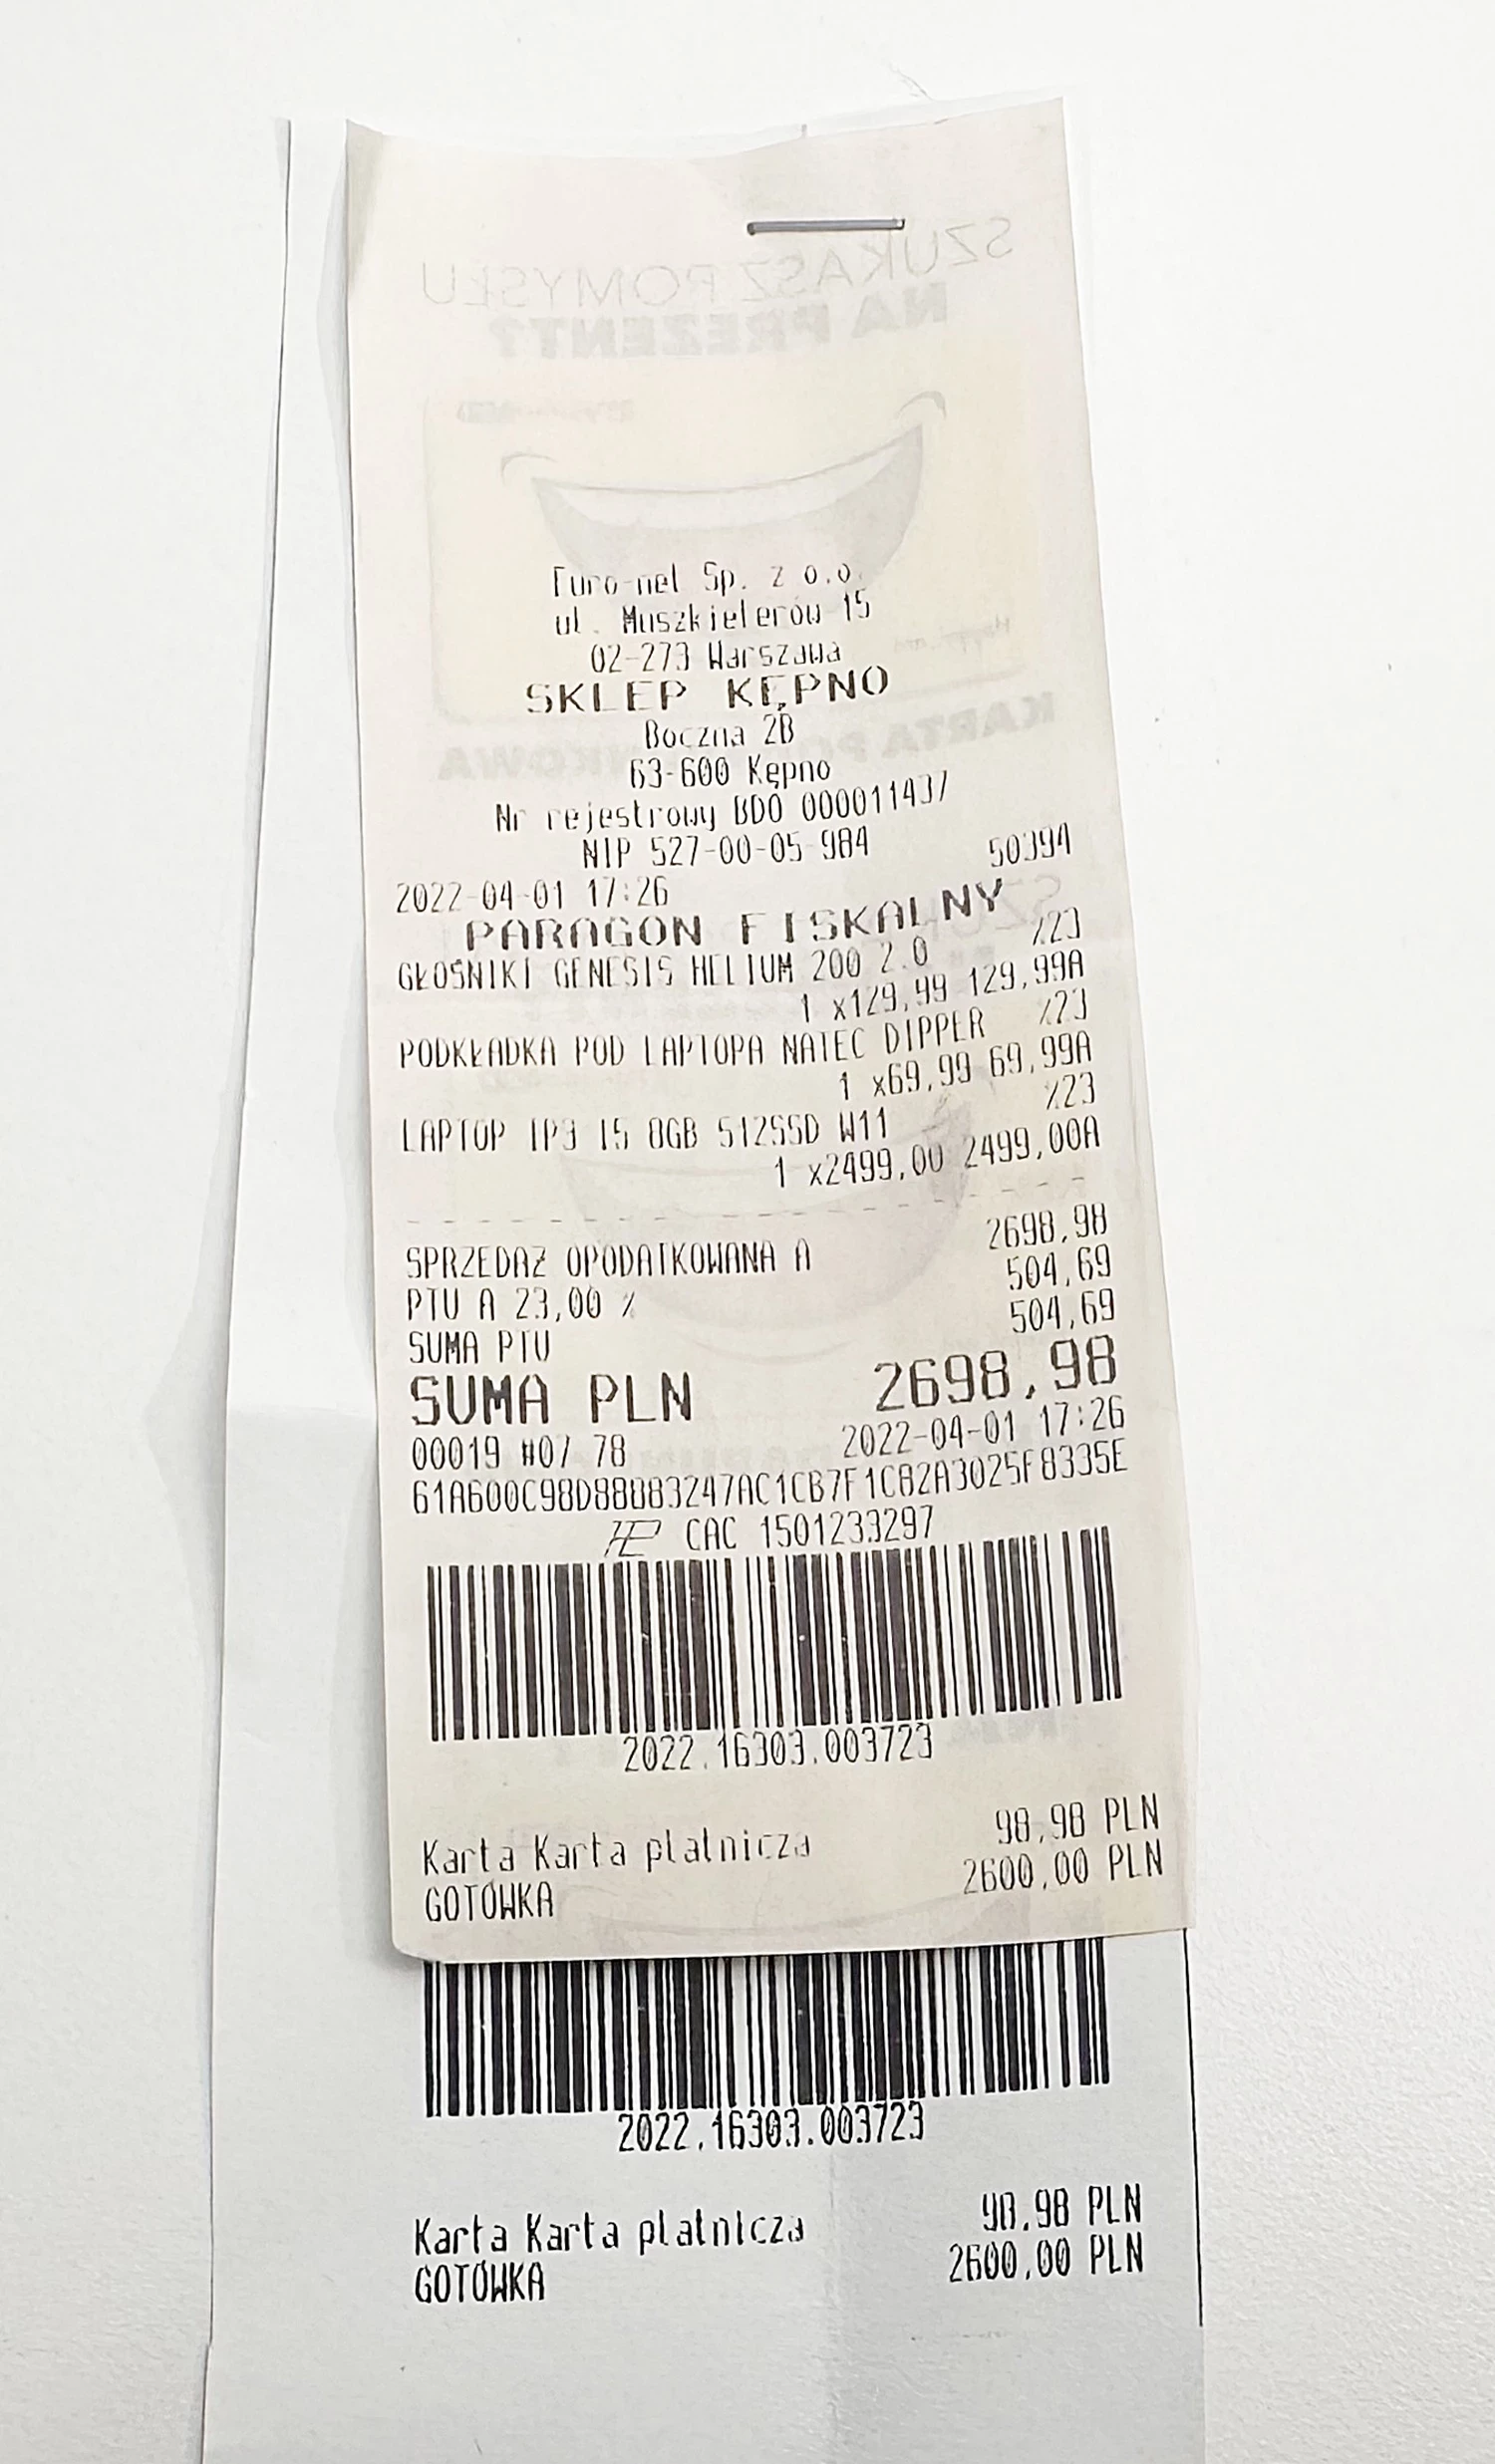 SZUKASZ POMYSŁU
NA PREZENT?
Euro-net Sp. z o.o.
ul. Muszkieterów 15
02-273 Warszawa
SKLEP KĘPNO
Boczna 2B
63-600 Kępno
Nr rejestrowy BDO 000011437
NIP 527-00-05-984
2022-04-01 17:26 50394
PARAGON FISKALNY
GŁOŚNIKI GENESIS HELIUM 200 2.0 %23
1 x129,99 129,99A
PODKŁADKA POD LAPTOPA NATEC DIPPER %23
1 x69,99 69,99A
LAPTOP IP3 I5 8GB 512SSD W11 %23
1 x2499,00 2499,00A
SPRZEDAŻ OPODATKOWANA A 2698,98
PTU A 23,00 % 504,69
SUMA PTU 504,69
SUMA PLN 2698,98
00019 #07 78 2022-04-01 17:26
CAC 1501233297
2022.16303.003723
Karta Karta płatnicza 98,98 PLN
GOTÓWKA 2600,00 PLN
2022.16303.003723
Karta Karta płatnicza 98,98 PLN
GOTÓWKA 2600,00 PLN